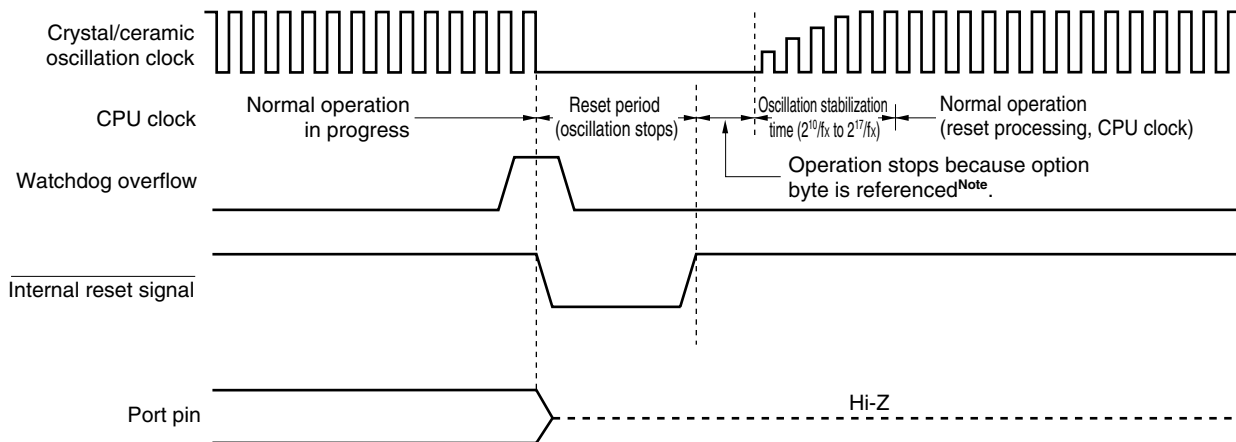 Crystal/ceramic
oscillation clock
CPU clock
Normal operation
in progress
Reset period
(oscillation stops)
Oscillation stabilization
time (2¹⁰/fx to 2¹⁷/fx)
Normal operation
(reset processing, CPU clock)
Operation stops because option
byte is referencedNote.
Watchdog overflow
Internal reset signal
Port pin
Hi-Z